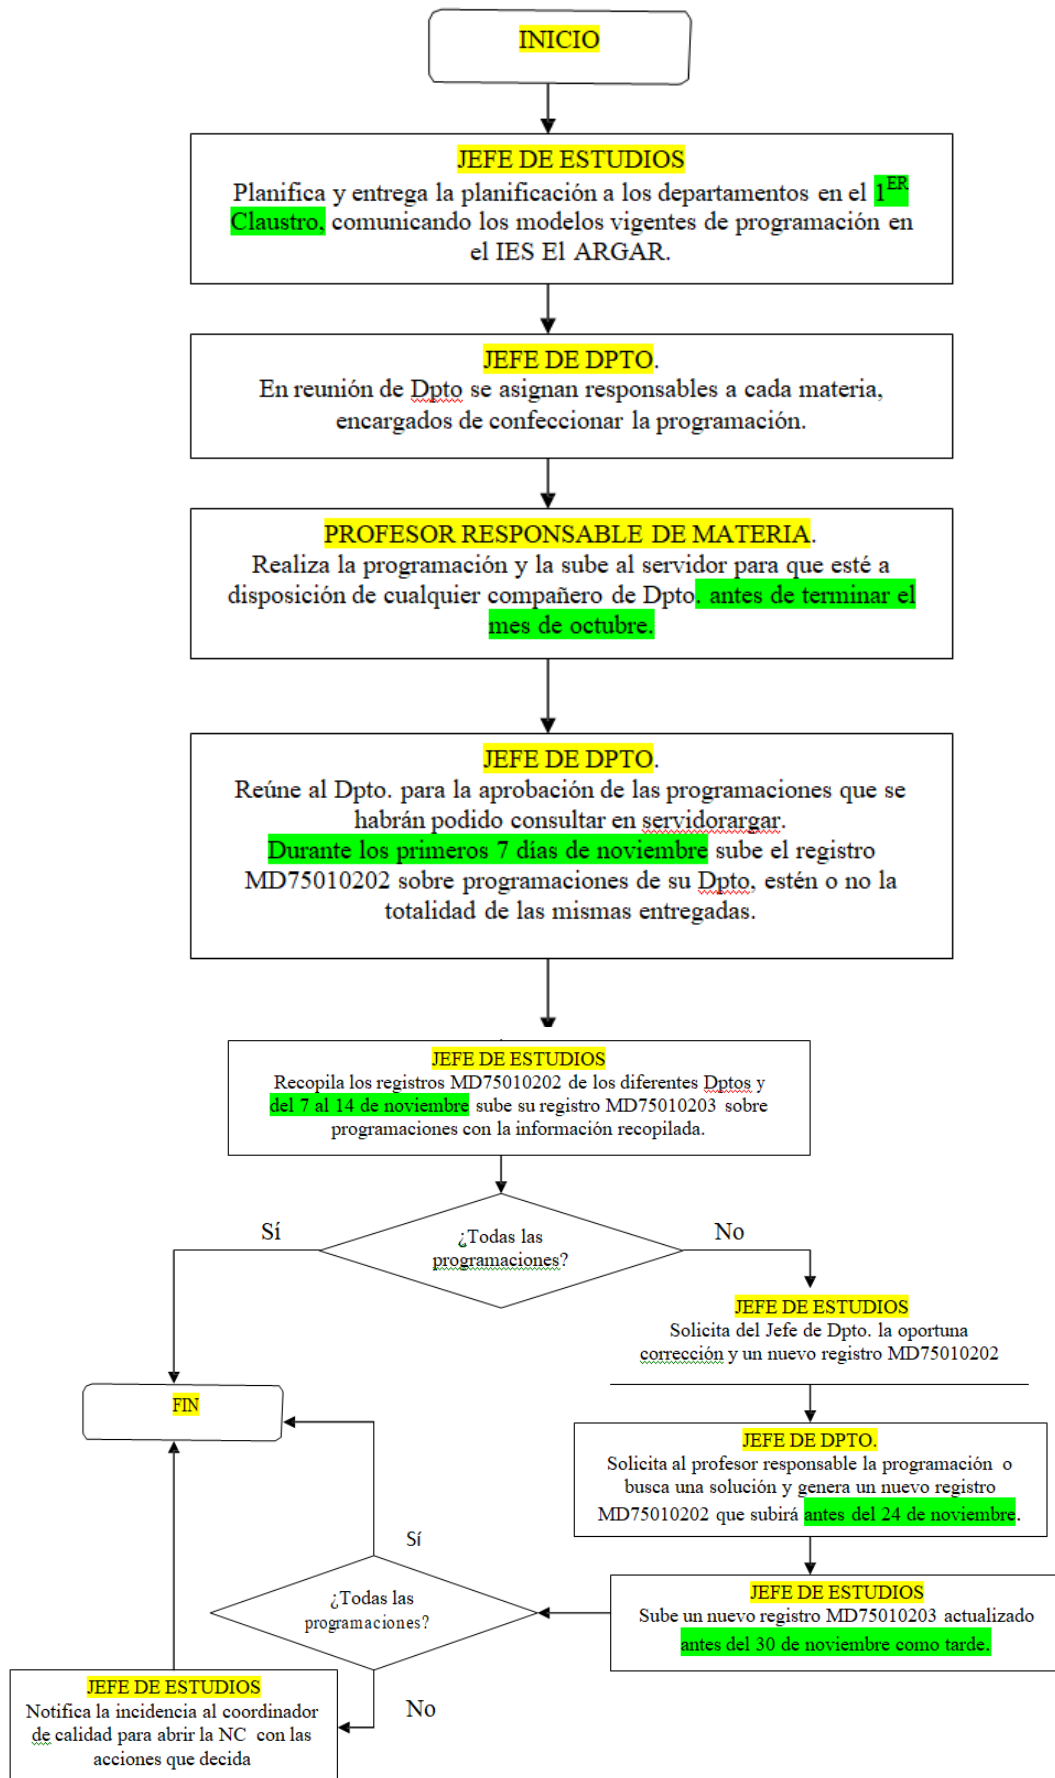 INICIO
JEFE DE ESTUDIOS
Planifica y entrega la planificación a los departamentos en el 1ER
Claustro, comunicando los modelos vigentes de programación en
el IES El ARGAR.
JEFE DE DPTO.
En reunión de Dpto se asignan responsables a cada materia,
encargados de confeccionar la programación.
PROFESOR RESPONSABLE DE MATERIA.
Realiza la programación y la sube al servidor para que esté a
disposición de cualquier compañero de Dpto. antes de terminar el
mes de octubre.
JEFE DE DPTO.
Reúne al Dpto. para la aprobación de las programaciones que se
habrán podido consultar en servidorargar.
Durante los primeros 7 días de noviembre sube el registro
MD75010202 sobre programaciones de su Dpto, estén o no la
totalidad de las mismas entregadas.
JEFE DE ESTUDIOS
Recopila los registros MD75010202 de los diferentes Dptos y
del 7 al 14 de noviembre sube su registro MD75010203 sobre
programaciones con la información recopilada.
Sí
¿Todas las
programaciones?
No
JEFE DE ESTUDIOS
Solicita del Jefe de Dpto. la oportuna
corrección y un nuevo registro MD75010202
FIN
JEFE DE DPTO.
Solicita al profesor responsable la programación o
busca una solución y genera un nuevo registro
MD75010202 que subirá antes del 24 de noviembre.
Sí
¿Todas las
programaciones?
JEFE DE ESTUDIOS
Sube un nuevo registro MD75010203 actualizado
antes del 30 de noviembre como tarde.
No
JEFE DE ESTUDIOS
Notifica la incidencia al coordinador
de calidad para abrir la NC con las
acciones que decida